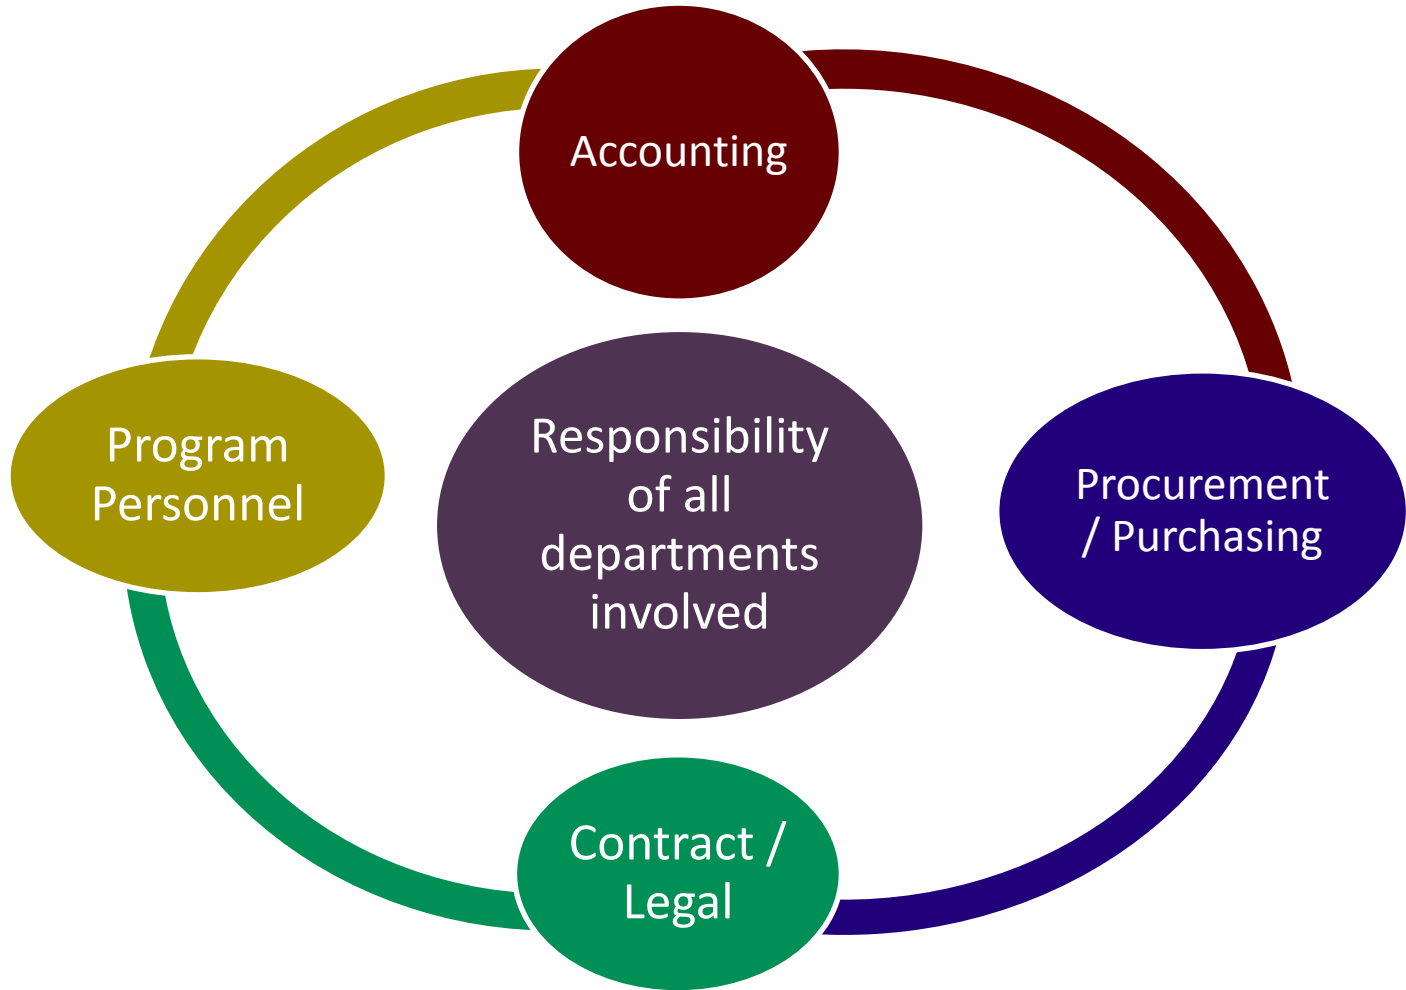 Accounting
Program
Personnel
Responsibility
of all
departments
involved
Procurement
/ Purchasing
Contract /
Legal